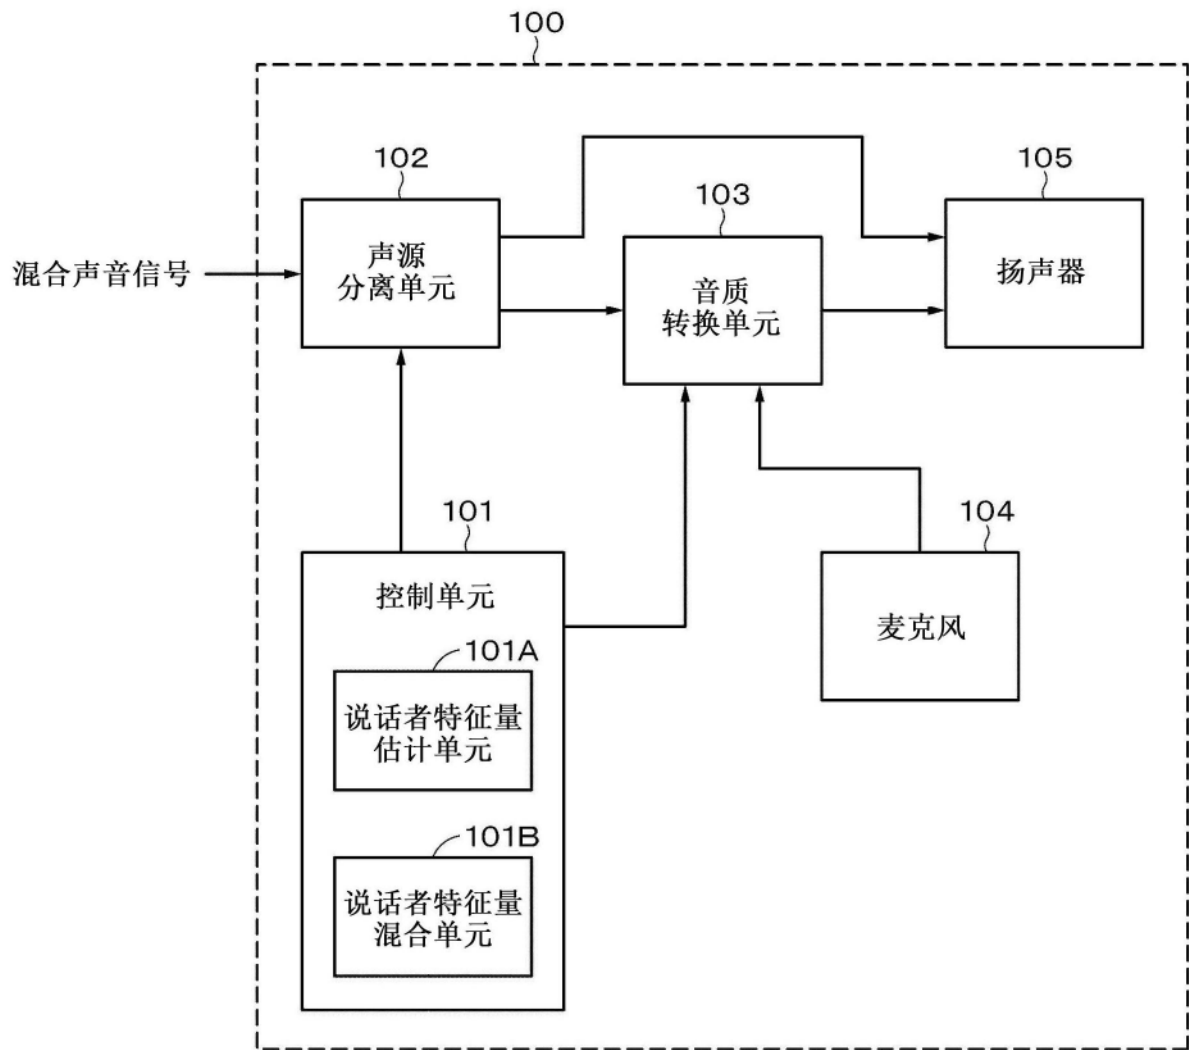 100
102
105
103
混合声音信号
声源
分离单元
音质
转换单元
扬声器
101
104
控制单元
麦克风
101A
说话者特征量
估计单元
101B
说话者特征量
混合单元